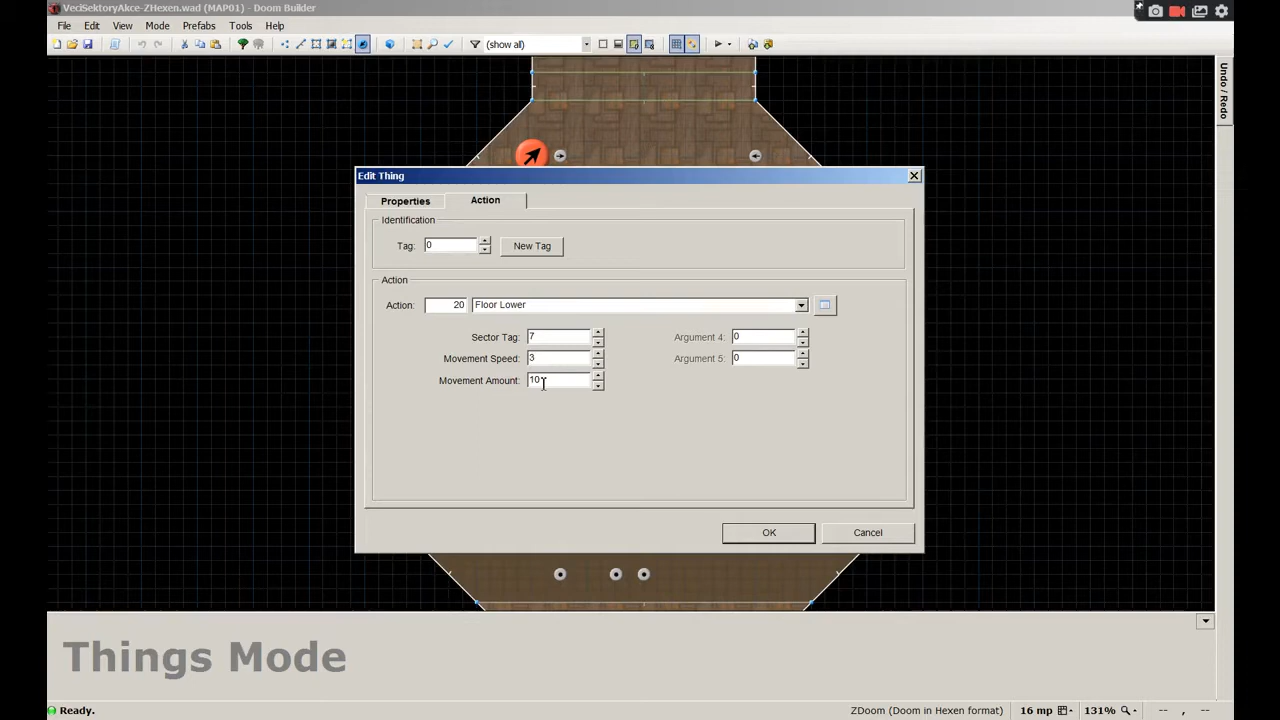 VeciSektoryAkce-ZHexen.wad (MAP01) - Doom Builder
File Edit View Mode Prefabs Tools Help
(show all)
Undo / Redo
Edit Thing
Properties Action
Identification
Tag: 0 New Tag
Action
Action: 20 Floor Lower
Sector Tag: 7 Argument 4: 0
Movement Speed: 3 Argument 5: 0
Movement Amount: 10
OK Cancel
Things Mode
Ready. ZDoom (Doom in Hexen format) 16 mp 131% -- , --